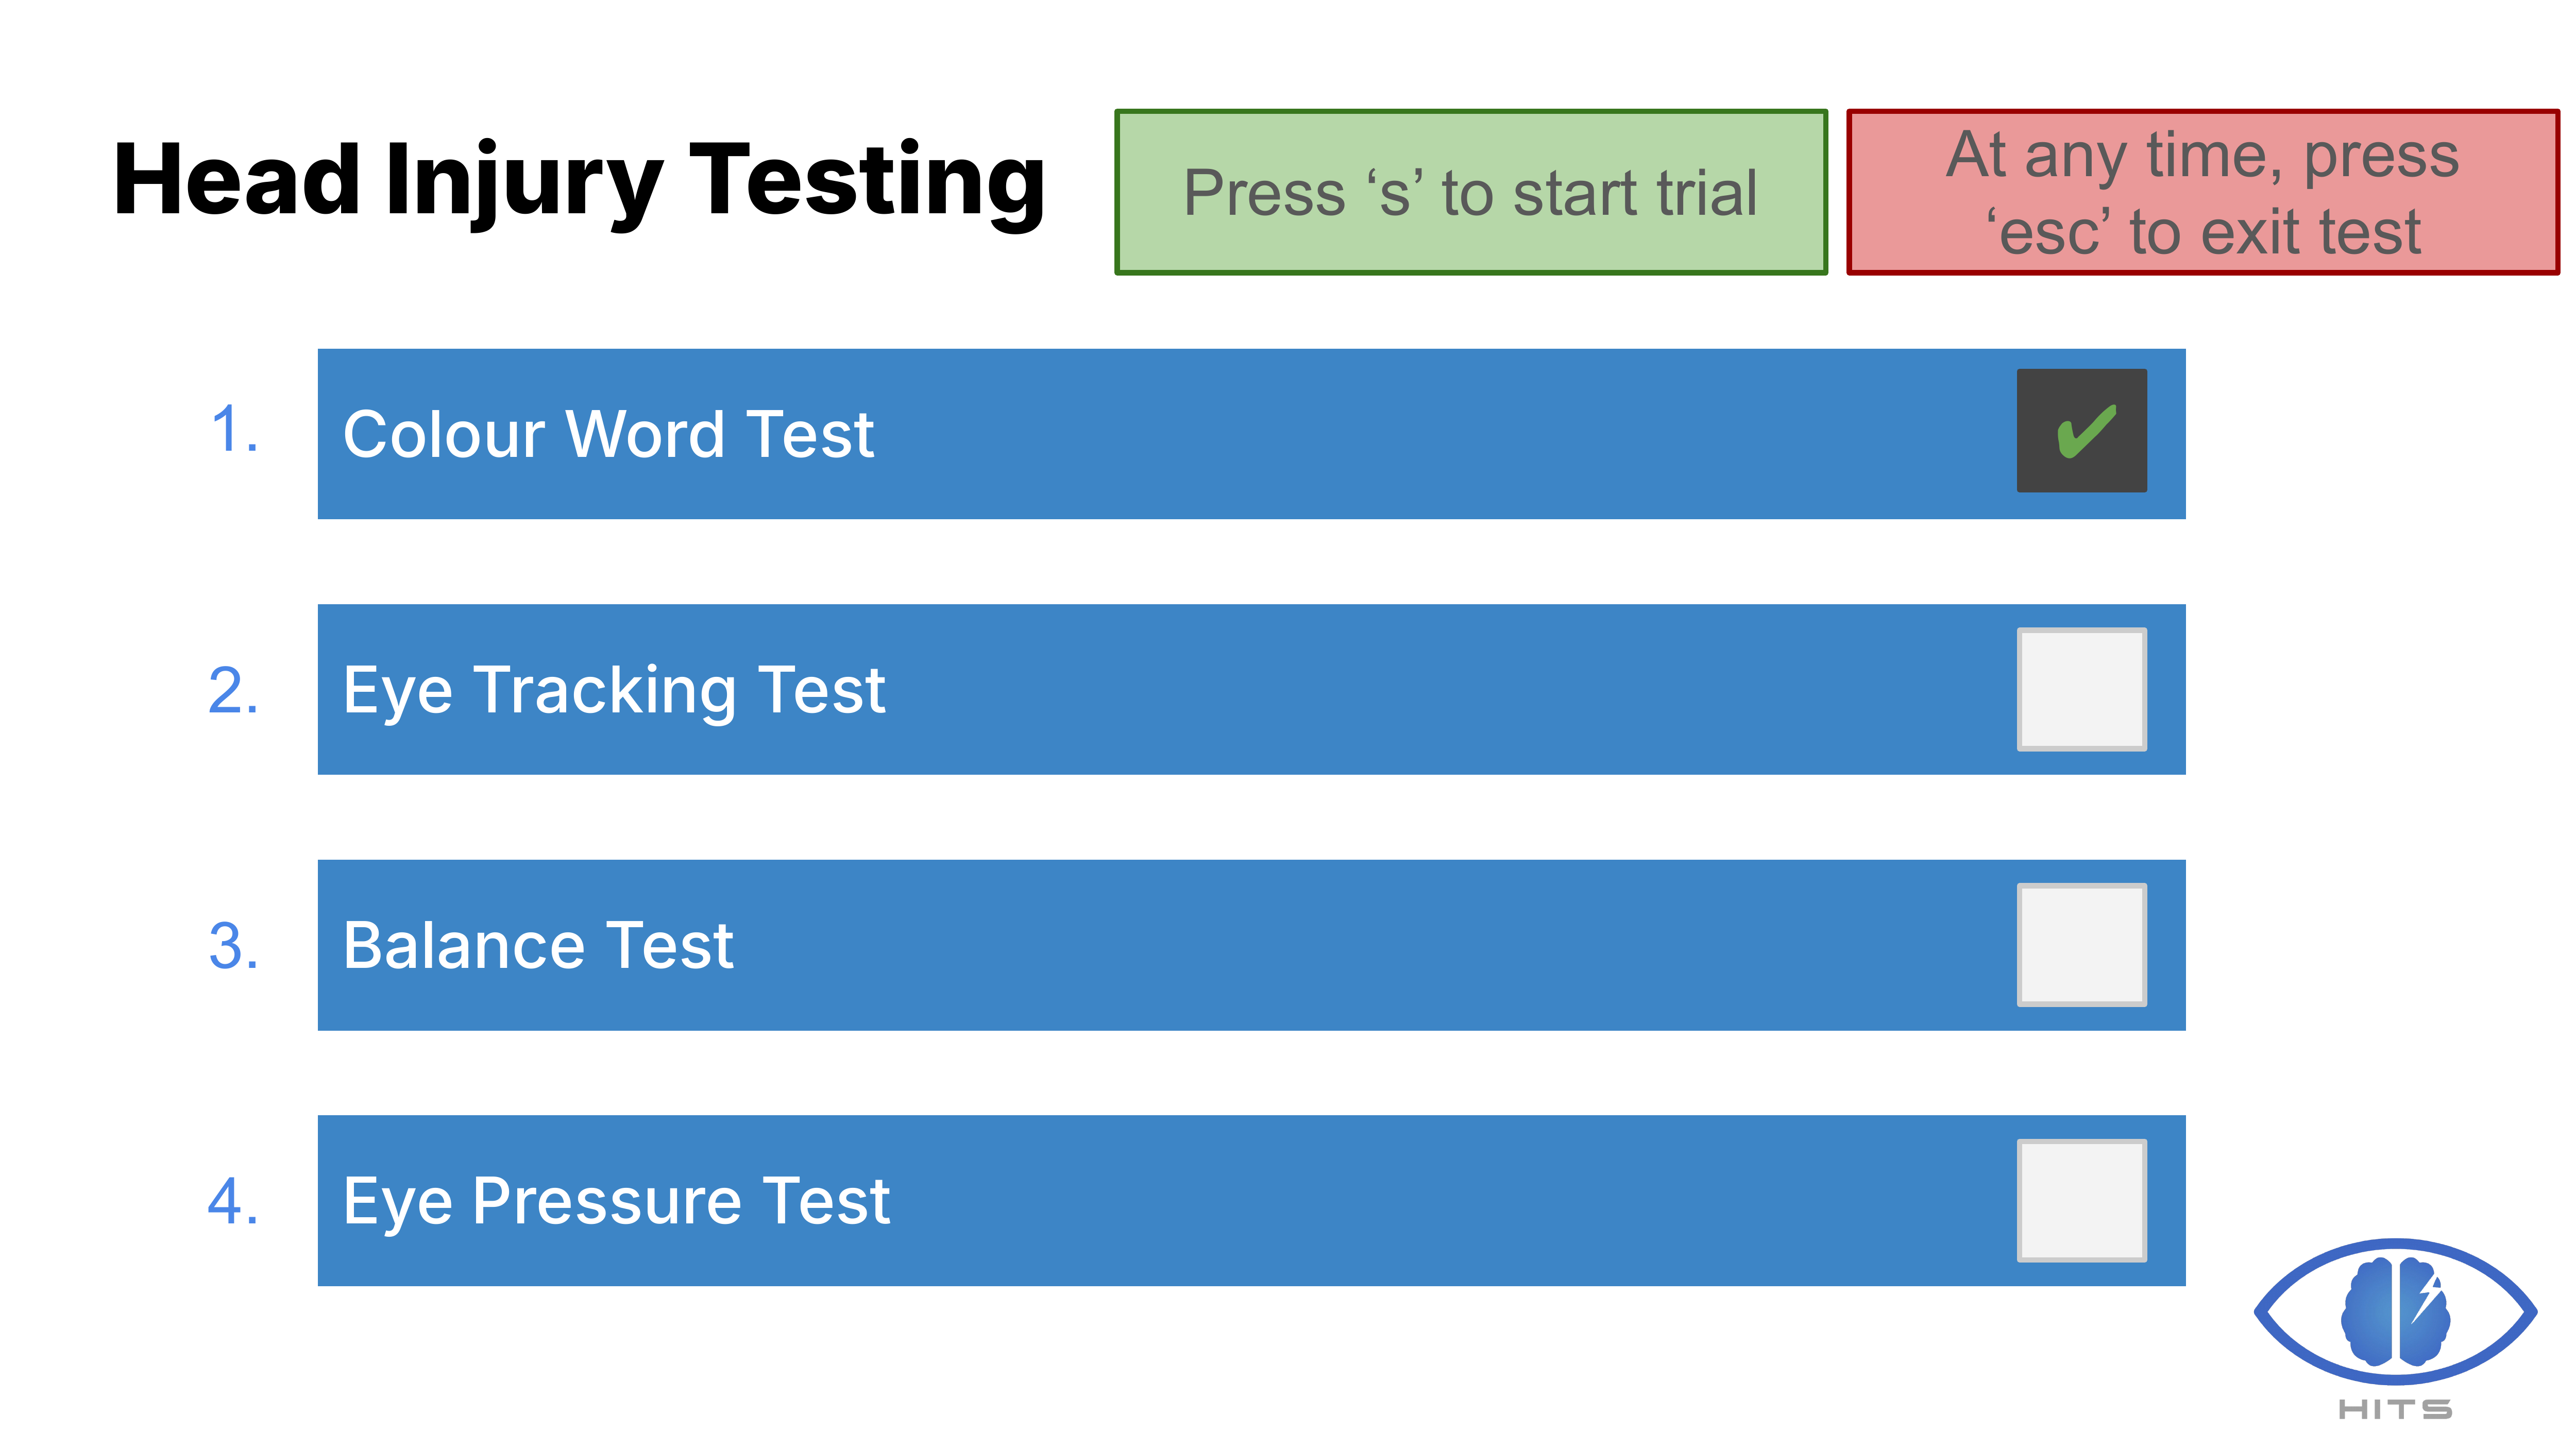 Head Injury Testing
Press ‘s’ to start trial
At any time, press
‘esc’ to exit test
1. Colour Word Test ✔
2. Eye Tracking Test
3. Balance Test
4. Eye Pressure Test
HITS